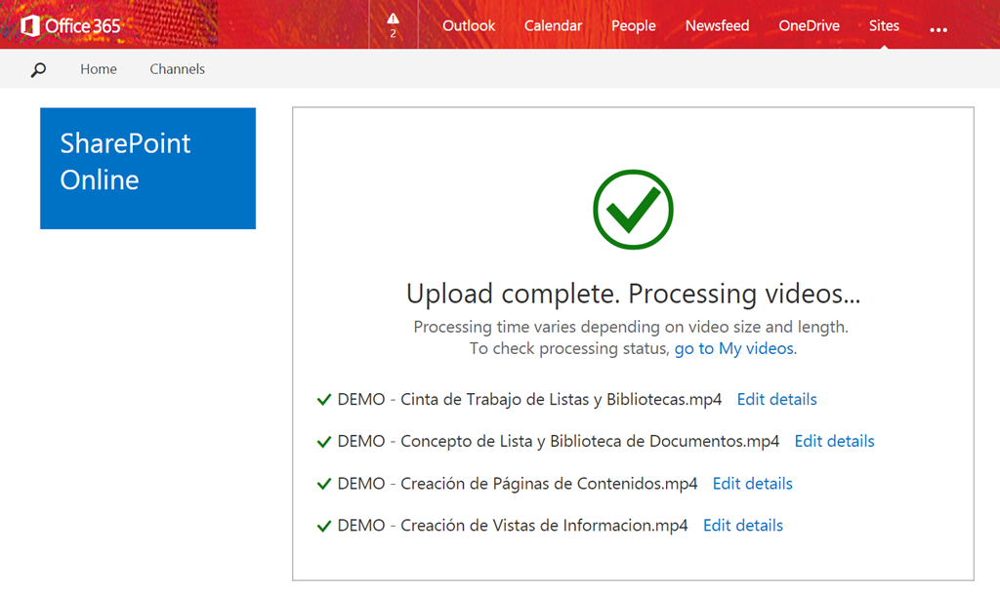 Office 365
2
Outlook Calendar People Newsfeed OneDrive Sites ...
Home Channels
SharePoint
Online
Upload complete. Processing videos...
Processing time varies depending on video size and length.
To check processing status, go to My videos.
DEMO - Cinta de Trabajo de Listas y Bibliotecas.mp4 Edit details
DEMO - Concepto de Lista y Biblioteca de Documentos.mp4 Edit details
DEMO - Creación de Páginas de Contenidos.mp4 Edit details
DEMO - Creación de Vistas de Informacion.mp4 Edit details